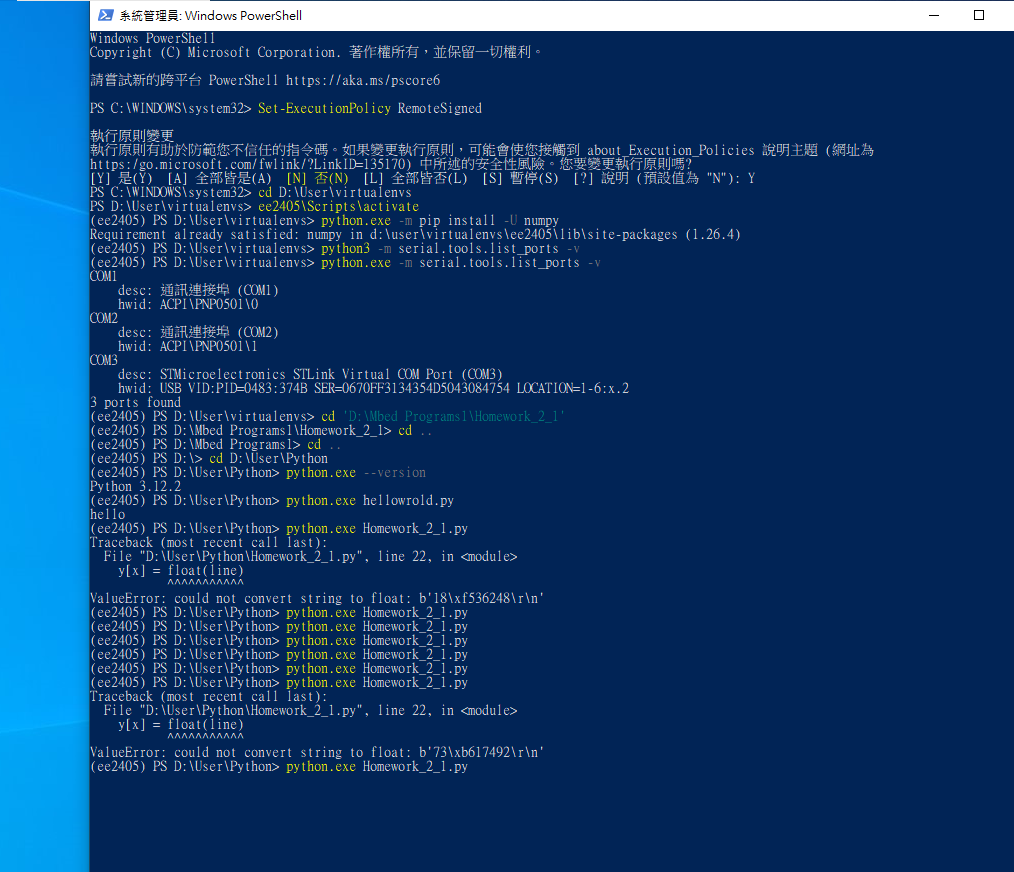 系統管理員: Windows PowerShell
Windows PowerShell
Copyright (C) Microsoft Corporation. 著作權所有，並保留一切權利。
請嘗試新的跨平台 PowerShell https://aka.ms/pscore6
PS C:\WINDOWS\system32> Set-ExecutionPolicy RemoteSigned
執行原則變更
執行原則有助於防範您不信任的指令碼。如果變更執行原則，可能會使您接觸到 about_Execution_Policies 說明主題 (網址為
https:/go.microsoft.com/fwlink/?LinkID=135170) 中所述的安全性風險。您要變更執行原則嗎?
[Y] 是(Y)  [A] 全部皆是(A)  [N] 否(N)  [L] 全部皆否(L)  [S] 暫停(S)  [?] 說明 (預設值為 "N"): Y
PS C:\WINDOWS\system32> cd D:\User\virtualenvs
PS D:\User\virtualenvs> ee2405\Scripts\activate
(ee2405) PS D:\User\virtualenvs> python.exe -m pip install -U numpy
Requirement already satisfied: numpy in d:\user\virtualenvs\ee2405\lib\site-packages (1.26.4)
(ee2405) PS D:\User\virtualenvs> python3 -m serial.tools.list_ports -v
(ee2405) PS D:\User\virtualenvs> python.exe -m serial.tools.list_ports -v
COM1
    desc: 通訊連接埠 (COM1)
    hwid: ACPI\PNP0501\0
COM2
    desc: 通訊連接埠 (COM2)
    hwid: ACPI\PNP0501\1
COM3
    desc: STMicroelectronics STLink Virtual COM Port (COM3)
    hwid: USB VID:PID=0483:374B SER=0670FF3134354D5043084754 LOCATION=1-6:x.2
3 ports found
(ee2405) PS D:\User\virtualenvs> cd 'D:\Mbed Programs1\Homework_2_1'
(ee2405) PS D:\Mbed Programs1\Homework_2_1> cd ..
(ee2405) PS D:\Mbed Programs1> cd ..
(ee2405) PS D:\> cd D:\User\Python
(ee2405) PS D:\User\Python> python.exe --version
Python 3.12.2
(ee2405) PS D:\User\Python> python.exe hellowrold.py
hello
(ee2405) PS D:\User\Python> python.exe Homework_2_1.py
Traceback (most recent call last):
  File "D:\User\Python\Homework_2_1.py", line 22, in <module>
    y[x] = float(line)
           ^^^^^^^^^^^
ValueError: could not convert string to float: b'18\xf536248\r\n'
(ee2405) PS D:\User\Python> python.exe Homework_2_1.py
(ee2405) PS D:\User\Python> python.exe Homework_2_1.py
(ee2405) PS D:\User\Python> python.exe Homework_2_1.py
(ee2405) PS D:\User\Python> python.exe Homework_2_1.py
(ee2405) PS D:\User\Python> python.exe Homework_2_1.py
(ee2405) PS D:\User\Python> python.exe Homework_2_1.py
Traceback (most recent call last):
  File "D:\User\Python\Homework_2_1.py", line 22, in <module>
    y[x] = float(line)
           ^^^^^^^^^^^
ValueError: could not convert string to float: b'73\xb617492\r\n'
(ee2405) PS D:\User\Python> python.exe Homework_2_1.py